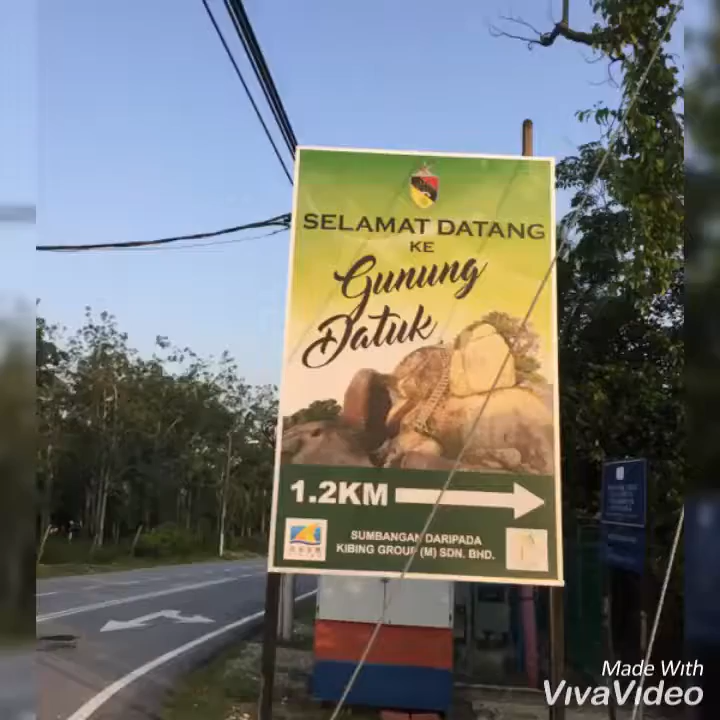 SELAMAT DATANG
KE
Gunung
Datuk
1.2KM
SUMBANGAN DARIPADA
KIBING GROUP (M) SDN. BHD.
Made With
VivaVideo